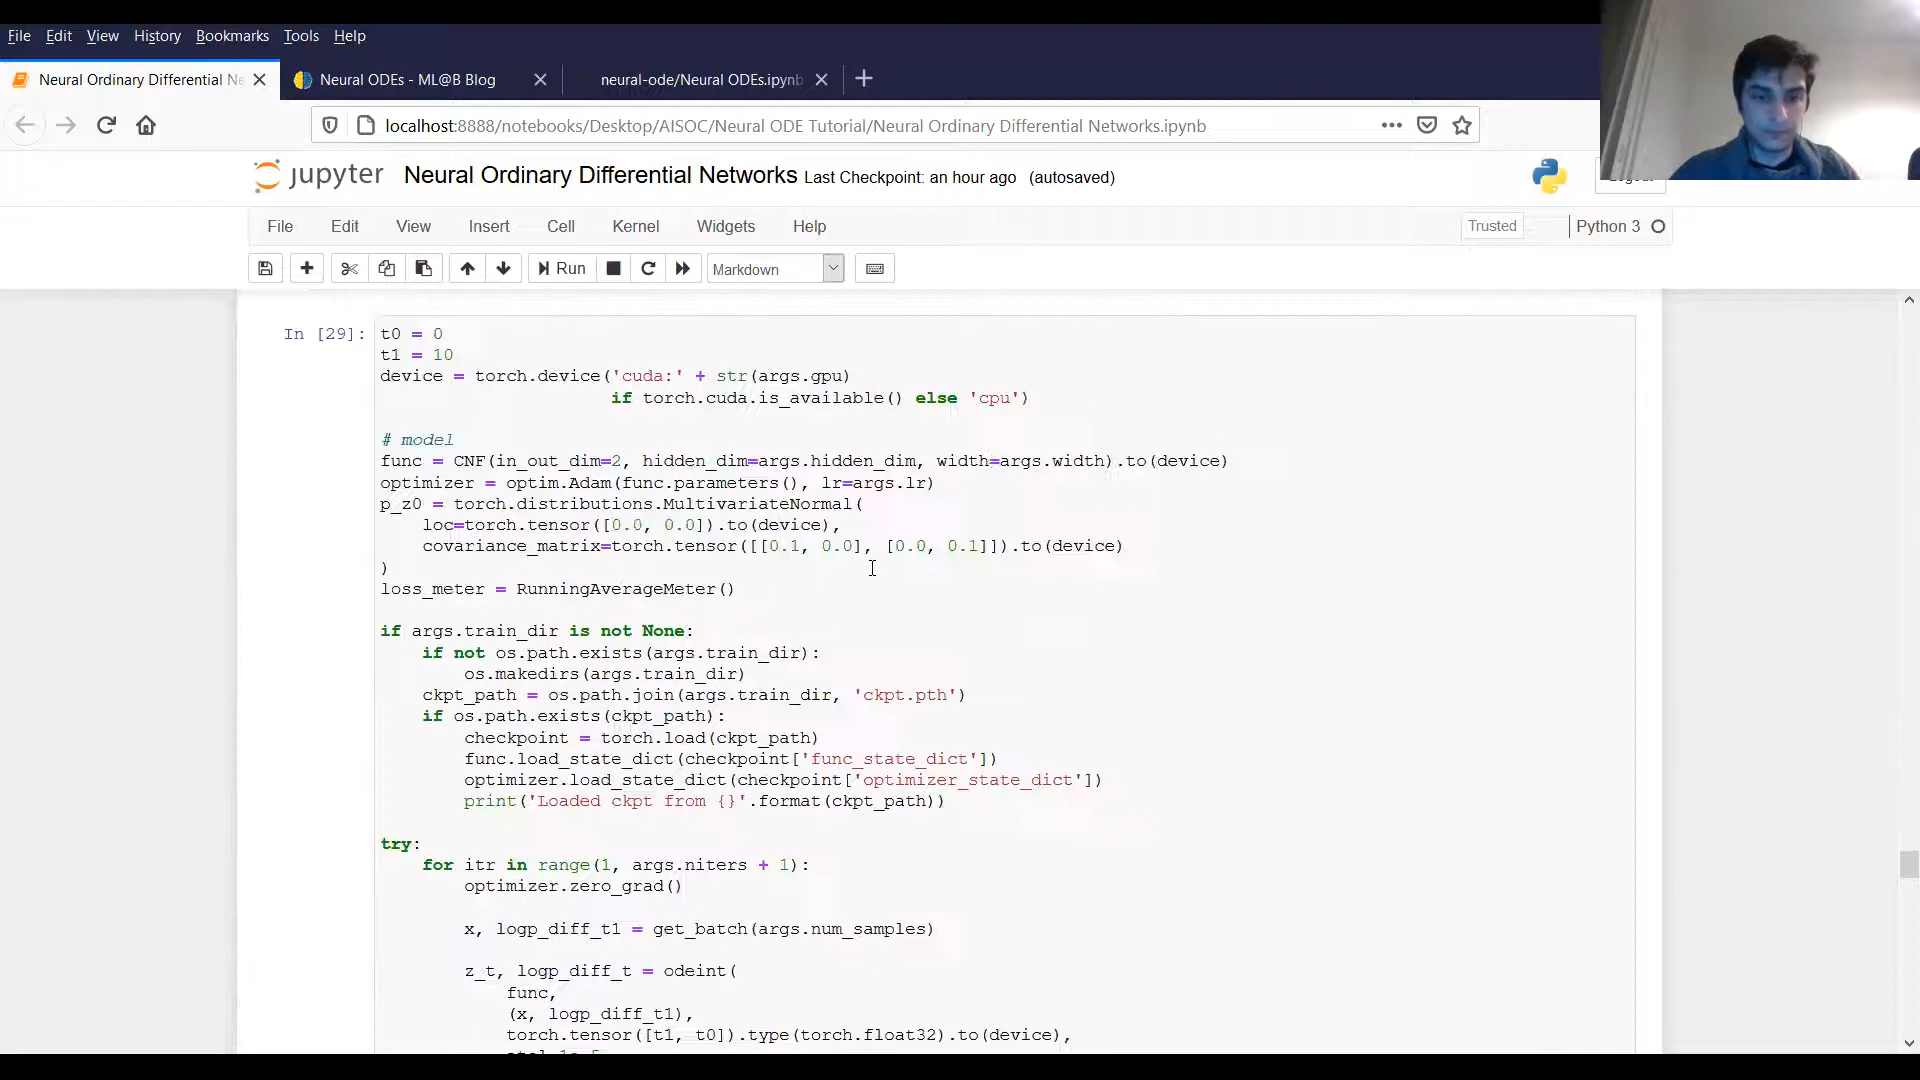 File Edit View History Bookmarks Tools Help
Neural Ordinary Differential Ne Neural ODEs - ML@B Blog neural-ode/Neural ODEs.ipynb
localhost:8888/notebooks/Desktop/AISOC/Neural ODE Tutorial/Neural Ordinary Differential Networks.ipynb
jupyter Neural Ordinary Differential Networks Last Checkpoint: an hour ago (autosaved)
File Edit View Insert Cell Kernel Widgets Help Trusted Python 3
Run Markdown
In [29]: t0 = 0
t1 = 10
device = torch.device('cuda:' + str(args.gpu)
if torch.cuda.is_available() else 'cpu')
# model
func = CNF(in_out_dim=2, hidden_dim=args.hidden_dim, width=args.width).to(device)
optimizer = optim.Adam(func.parameters(), lr=args.lr)
p_z0 = torch.distributions.MultivariateNormal(
loc=torch.tensor([0.0, 0.0]).to(device),
covariance_matrix=torch.tensor([[0.1, 0.0], [0.0, 0.1]]).to(device)
)
loss_meter = RunningAverageMeter()
if args.train_dir is not None:
if not os.path.exists(args.train_dir):
os.makedirs(args.train_dir)
ckpt_path = os.path.join(args.train_dir, 'ckpt.pth')
if os.path.exists(ckpt_path):
checkpoint = torch.load(ckpt_path)
func.load_state_dict(checkpoint['func_state_dict'])
optimizer.load_state_dict(checkpoint['optimizer_state_dict'])
print('Loaded ckpt from {}'.format(ckpt_path))
try:
for itr in range(1, args.niters + 1):
optimizer.zero_grad()
x, logp_diff_t1 = get_batch(args.num_samples)
z_t, logp_diff_t = odeint(
func,
(x, logp_diff_t1),
torch.tensor([t1, t0]).type(torch.float32).to(device),